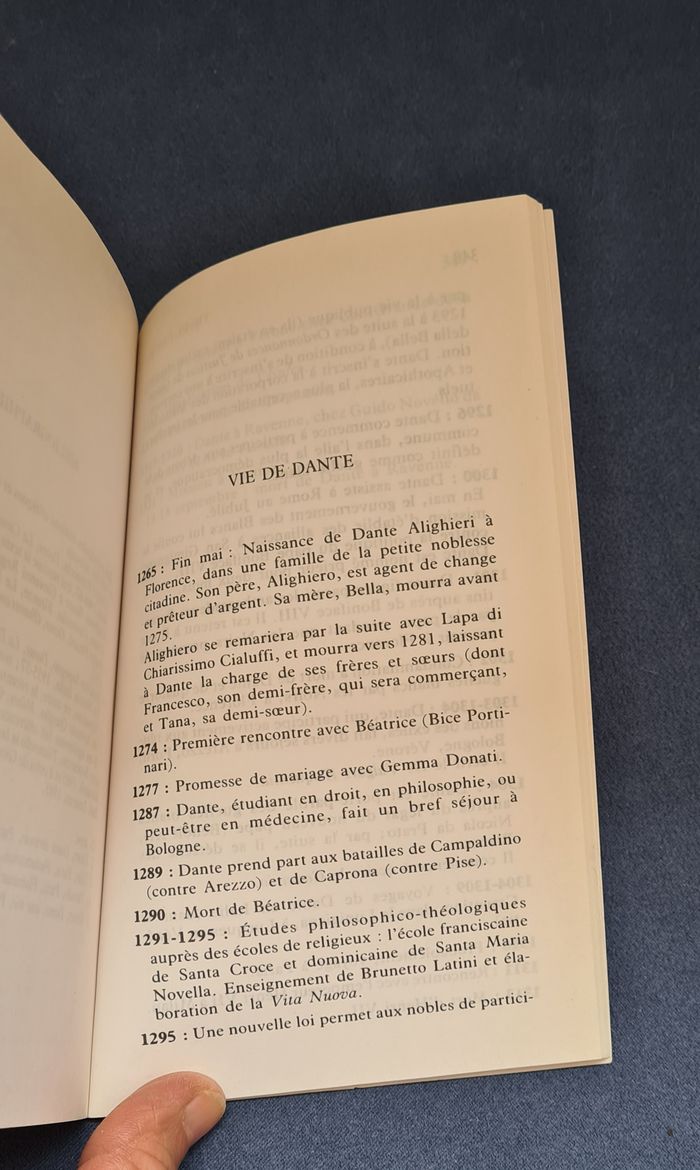 VIE DE DANTE
1265 : Fin mai : Naissance de Dante Alighieri à
Florence, dans une famille de la petite noblesse
citadine. Son père, Alighiero, est agent de change
et prêteur d'argent. Sa mère, Bella, mourra avant
1275.
Alighiero se remariera par la suite avec Lapa di
Chiarissimo Cialuffi, et mourra vers 1281, laissant
à Dante la charge de ses frères et sœurs (dont
Francesco, son demi-frère, qui sera commerçant,
et Tana, sa demi-sœur).
1274 : Première rencontre avec Béatrice (Bice Porti-
nari).
1277 : Promesse de mariage avec Gemma Donati.
1287 : Dante, étudiant en droit, en philosophie, ou
peut-être en médecine, fait un bref séjour à
Bologne.
1289 : Dante prend part aux batailles de Campaldino
(contre Arezzo) et de Caprona (contre Pise).
1290 : Mort de Béatrice.
1291-1295 : Études philosophico-théologiques
auprès des écoles de religieux : l'école franciscaine
de Santa Croce et dominicaine de Santa Maria
Novella. Enseignement de Brunetto Latini et éla-
boration de la Vita Nuova.
1295 : Une nouvelle loi permet aux nobles de partici-